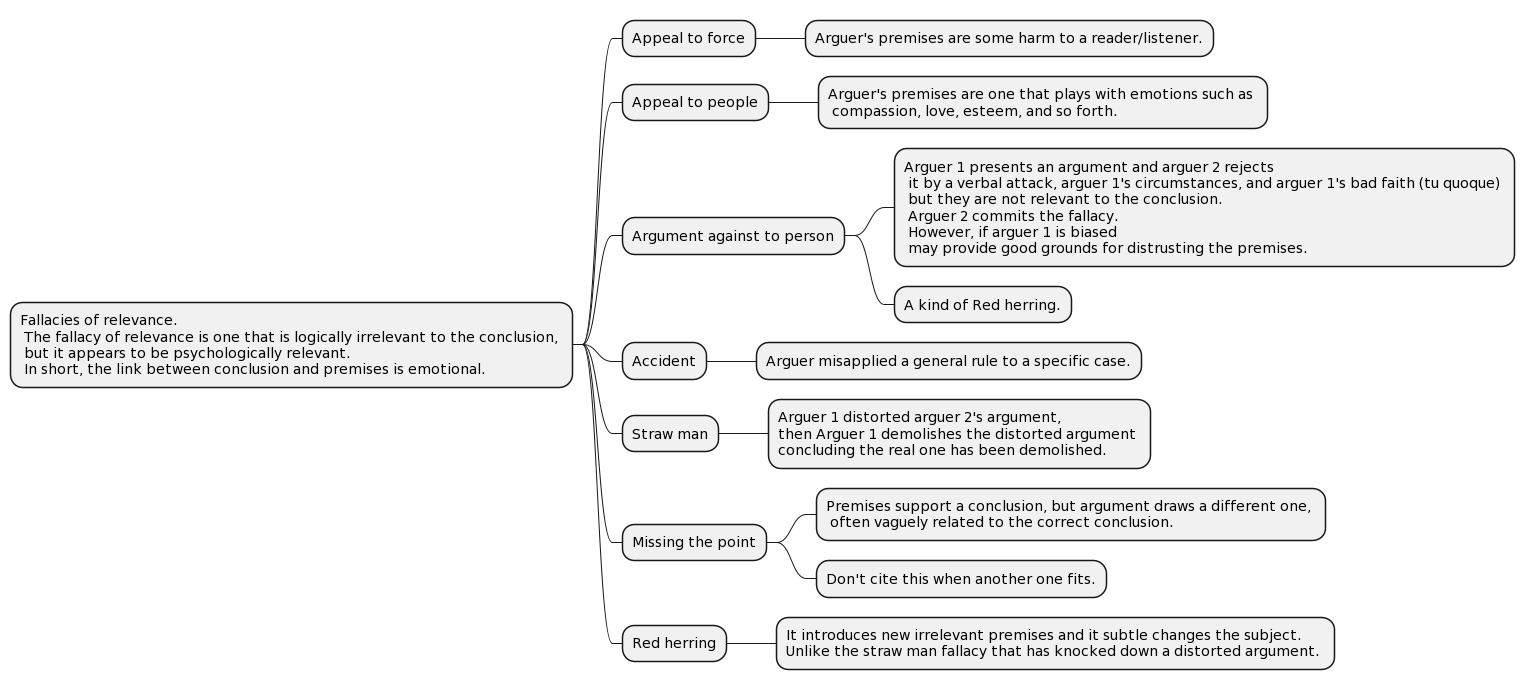 Fallacies of relevance.
The fallacy of relevance is one that is logically irrelevant to the conclusion,
but it appears to be psychologically relevant.
In short, the link between conclusion and premises is emotional.
Appeal to force
Arguer's premises are some harm to a reader/listener.
Appeal to people
Arguer's premises are one that plays with emotions such as
compassion, love, esteem, and so forth.
Argument against to person
Arguer 1 presents an argument and arguer 2 rejects
it by a verbal attack, arguer 1's circumstances, and arguer 1's bad faith (tu quoque)
but they are not relevant to the conclusion.
Arguer 2 commits the fallacy.
However, if arguer 1 is biased
may provide good grounds for distrusting the premises.
A kind of Red herring.
Accident
Arguer misapplied a general rule to a specific case.
Straw man
Arguer 1 distorted arguer 2's argument,
then Arguer 1 demolishes the distorted argument
concluding the real one has been demolished.
Missing the point
Premises support a conclusion, but argument draws a different one,
often vaguely related to the correct conclusion.
Don't cite this when another one fits.
Red herring
It introduces new irrelevant premises and it subtle changes the subject.
Unlike the straw man fallacy that has knocked down a distorted argument.